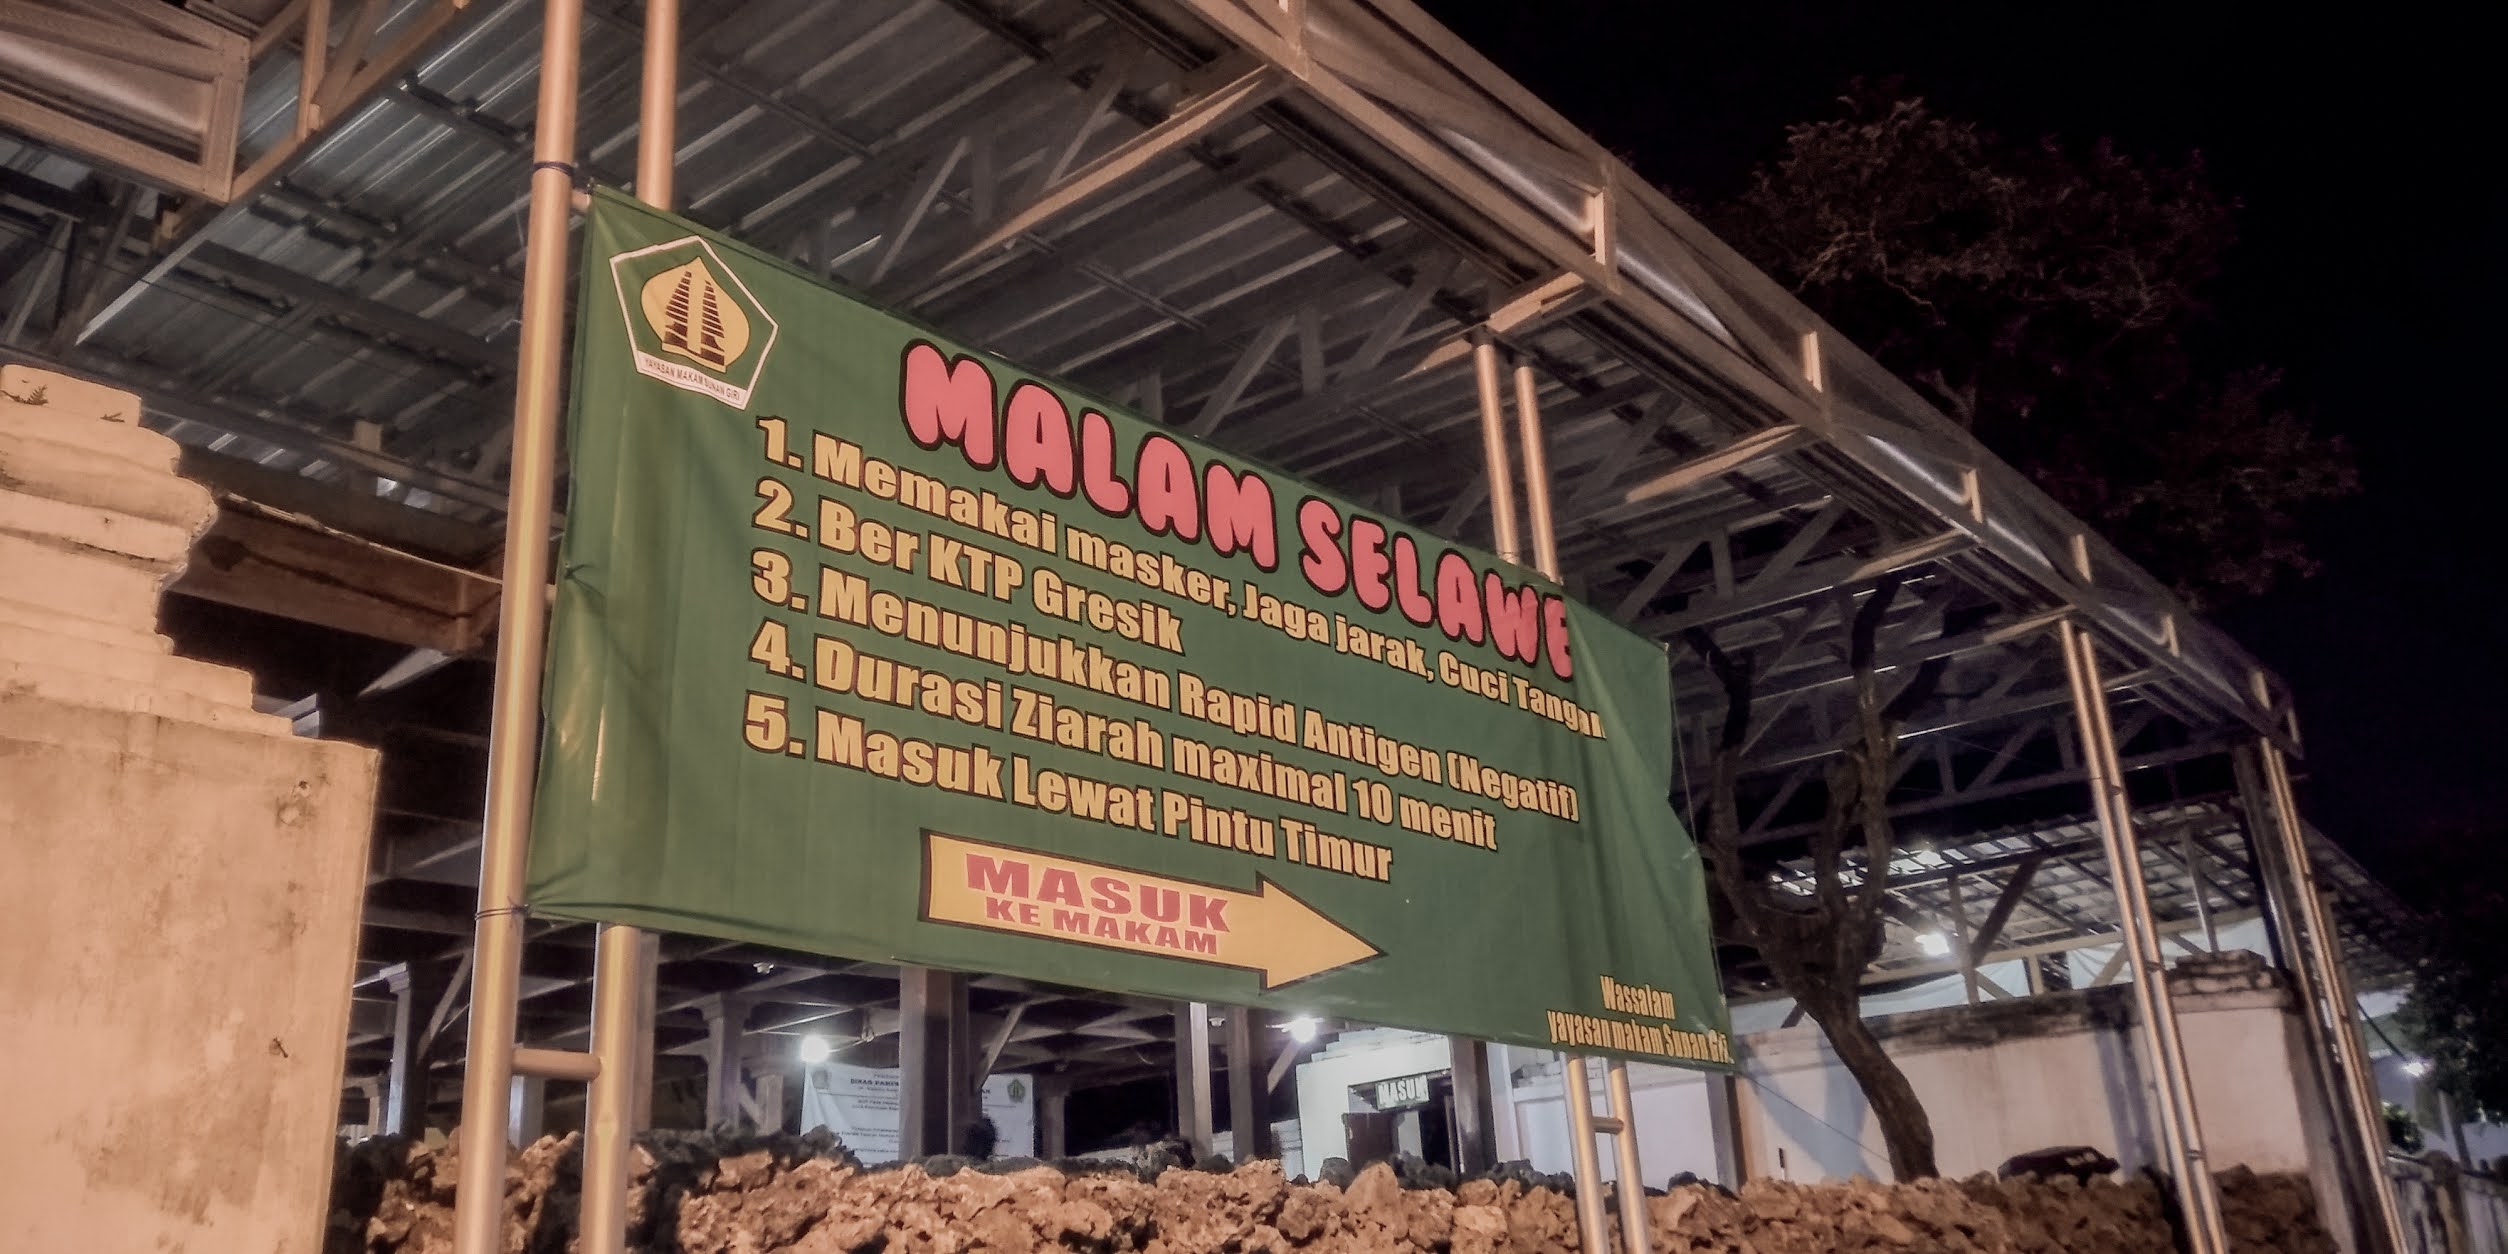 YAYASAN MAKAM SUNAN GIRI
MALAM SELAWE
1. Memakai masker, Jaga jarak, Cuci Tangan
2. Ber KTP Gresik
3. Menunjukkan Rapid Antigen (Negatif)
4. Durasi Ziarah maximal 10 menit
5. Masuk Lewat Pintu Timur
MASUK
KE MAKAM
Wassalam
yayasan makam Sunan Giri
MASUK